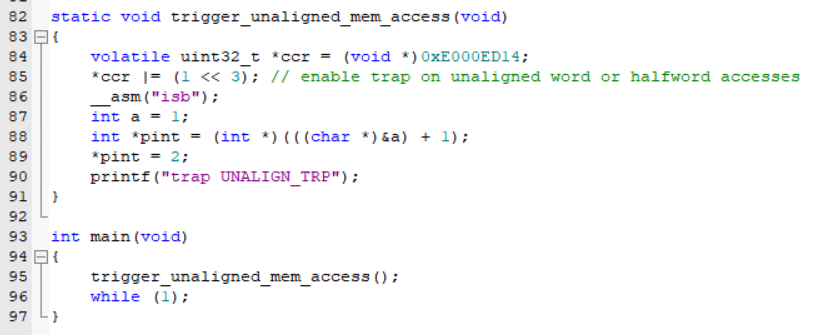 82 static void trigger_unaligned_mem_access(void)
83 {
84     volatile uint32_t *ccr = (void *)0xE000ED14;
85     *ccr |= (1 << 3); // enable trap on unaligned word or halfword accesses
86     __asm("isb");
87     int a = 1;
88     int *pint = (int *)(((char *)&a) + 1);
89     *pint = 2;
90     printf("trap UNALIGN_TRP");
91 }
92
93 int main(void)
94 {
95     trigger_unaligned_mem_access();
96     while (1);
97 }